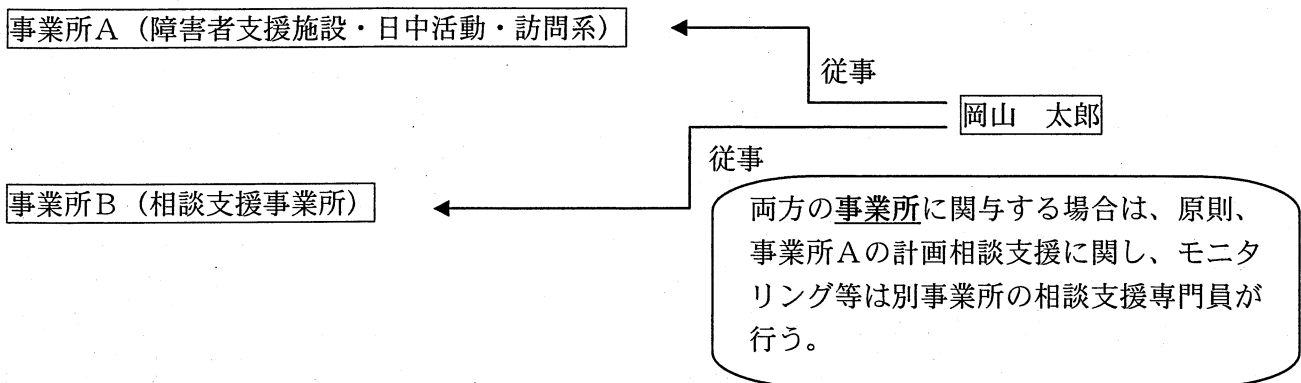 事業所A（障害者支援施設・日中活動・訪問系）
従事
岡山　太郎
従事
事業所B（相談支援事業所）
両方の事業所に関与する場合は、原則、
事業所Aの計画相談支援に関し、モニタ
リング等は別事業所の相談支援専門員が
行う。